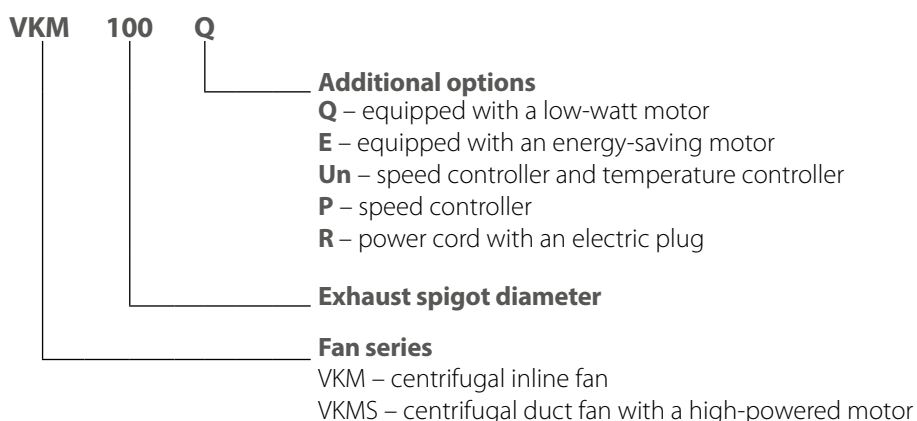 VKM 100 Q
Additional options
Q – equipped with a low-watt motor
E – equipped with an energy-saving motor
Un – speed controller and temperature controller
P – speed controller
R – power cord with an electric plug
Exhaust spigot diameter
Fan series
VKM – centrifugal inline fan
VKMS – centrifugal duct fan with a high-powered motor